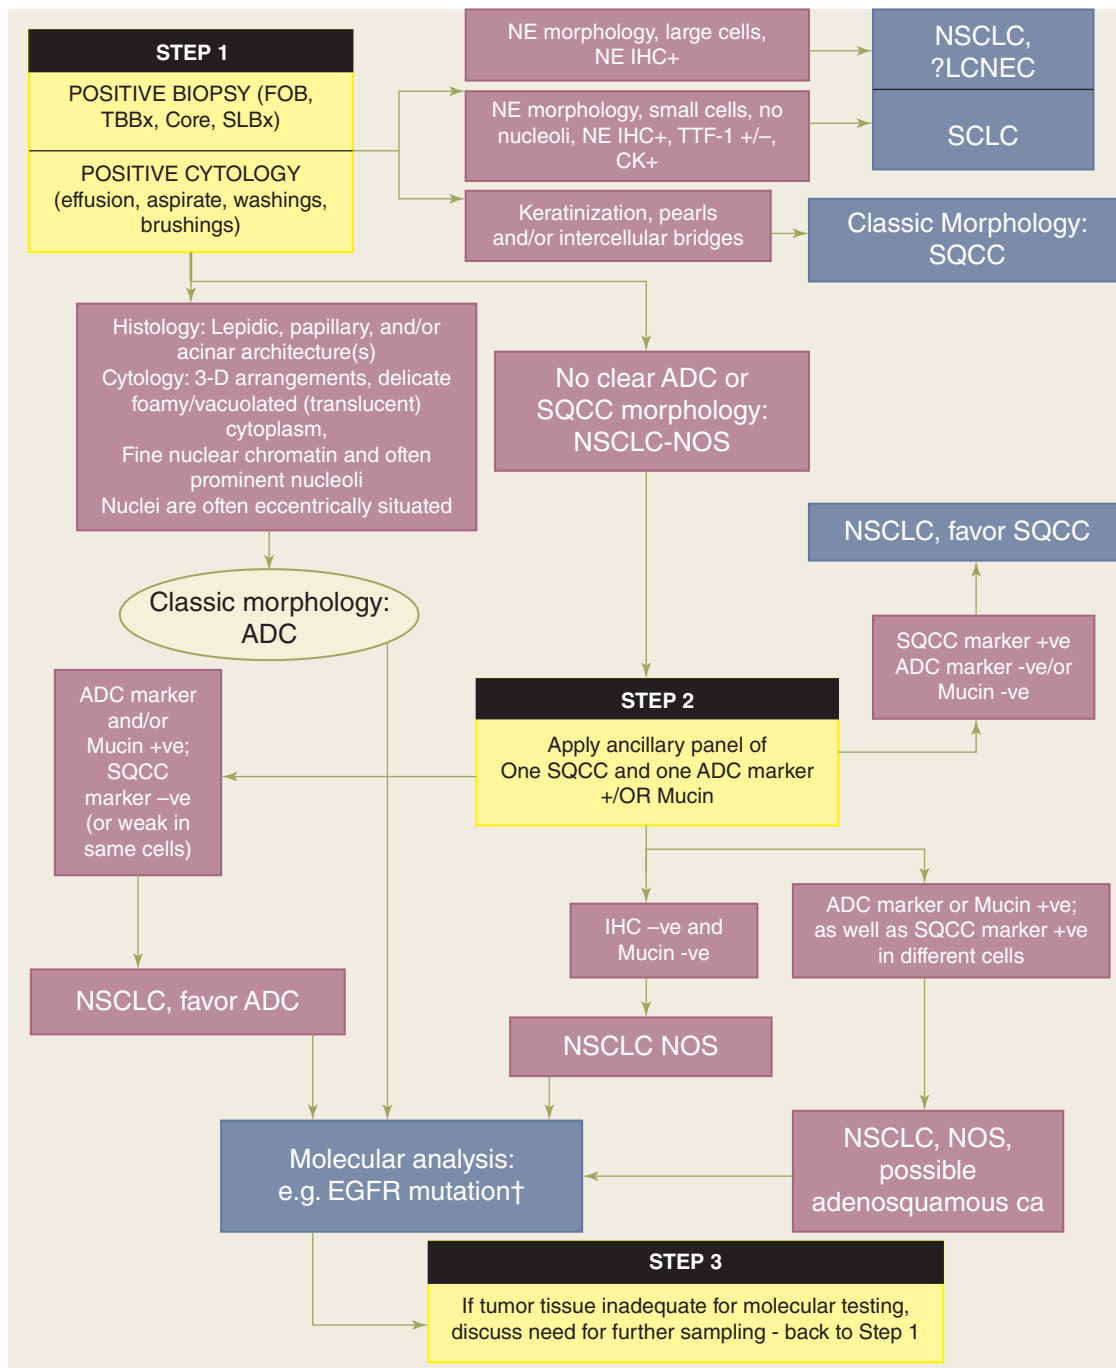 STEP 1
POSITIVE BIOPSY (FOB,
TBBx, Core, SLBx)
POSITIVE CYTOLOGY
(effusion, aspirate, washings,
brushings)
NE morphology, large cells,
NE IHC+
NSCLC,
?LCNEC
NE morphology, small cells, no
nucleoli, NE IHC+, TTF-1 +/–,
CK+
SCLC
Keratinization, pearls
and/or intercellular bridges
Classic Morphology:
SQCC
Histology: Lepidic, papillary, and/or
acinar architecture(s)
Cytology: 3-D arrangements, delicate
foamy/vacuolated (translucent)
cytoplasm,
Fine nuclear chromatin and often
prominent nucleoli
Nuclei are often eccentrically situated
No clear ADC or
SQCC morphology:
NSCLC-NOS
Classic morphology:
ADC
NSCLC, favor SQCC
SQCC marker +ve
ADC marker -ve/or
Mucin -ve
STEP 2
Apply ancillary panel of
One SQCC and one ADC marker
+/OR Mucin
ADC marker
and/or
Mucin +ve;
SQCC
marker –ve
(or weak in
same cells)
IHC –ve and
Mucin -ve
ADC marker or Mucin +ve;
as well as SQCC marker +ve
in different cells
NSCLC, favor ADC
NSCLC NOS
NSCLC, NOS,
possible
adenosquamous ca
Molecular analysis:
e.g. EGFR mutation†
STEP 3
If tumor tissue inadequate for molecular testing,
discuss need for further sampling - back to Step 1